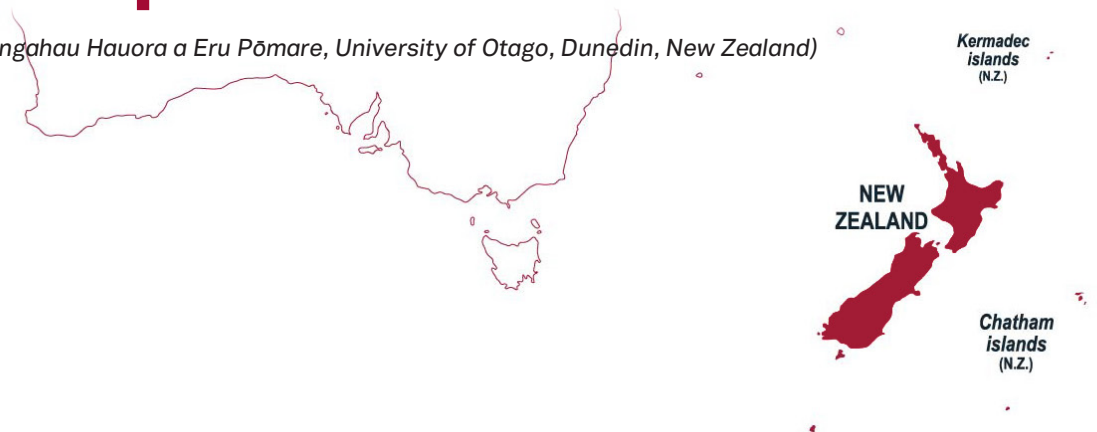 ngahau Hauora a Eru Pōmare, University of Otago, Dunedin, New Zealand)
Kermadec
islands
(N.Z.)
NEW
ZEALAND
Chatham
islands
(N.Z.)